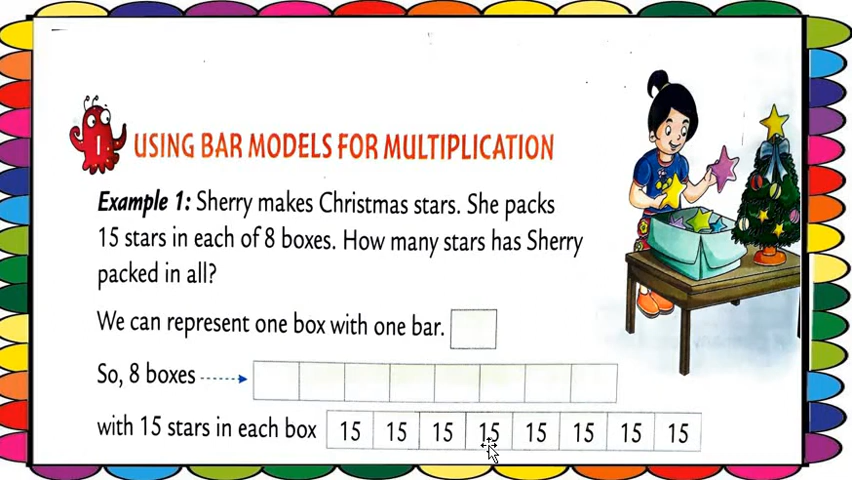 1 USING BAR MODELS FOR MULTIPLICATION
Example 1: Sherry makes Christmas stars. She packs
15 stars in each of 8 boxes. How many stars has Sherry
packed in all?
We can represent one box with one bar.
So, 8 boxes
with 15 stars in each box 15 15 15 15 15 15 15 15